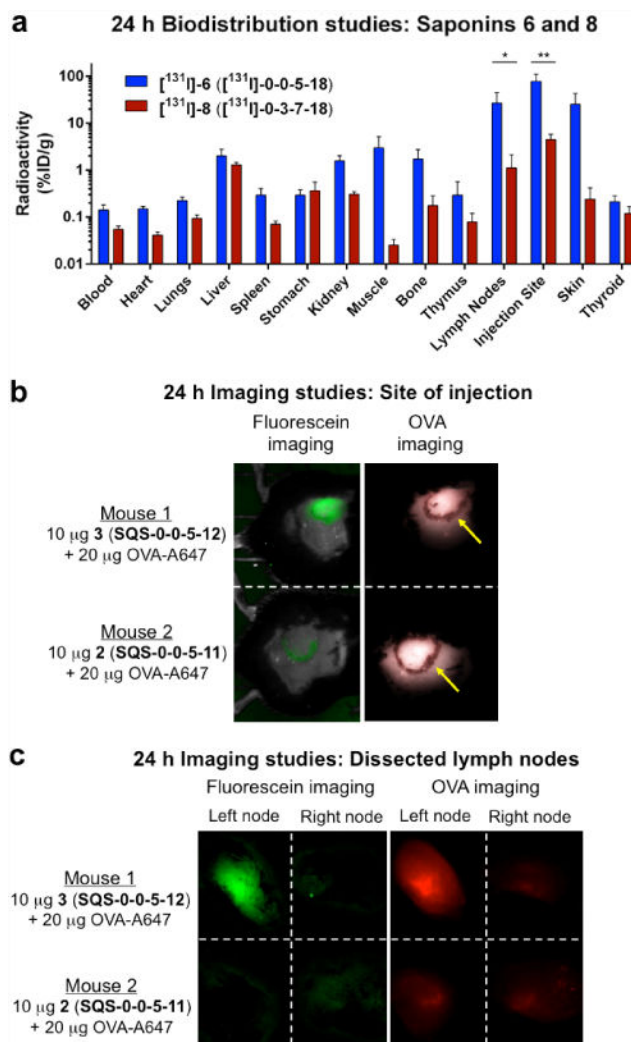 a
24 h Biodistribution studies: Saponins 6 and 8
[¹³¹I]-6 ([¹³¹I]-0-0-5-18)
[¹³¹I]-8 ([¹³¹I]-0-3-7-18)
*
**
Radioactivity
(%ID/g)
100
10
1
0.1
0.01
Blood
Heart
Lungs
Liver
Spleen
Stomach
Kidney
Muscle
Bone
Thymus
Lymph Nodes
Injection Site
Skin
Thyroid
b
24 h Imaging studies: Site of injection
Fluorescein
imaging
OVA
imaging
Mouse 1
10 µg 3 (SQS-0-0-5-12)
+ 20 µg OVA-A647
Mouse 2
10 µg 2 (SQS-0-0-5-11)
+ 20 µg OVA-A647
c
24 h Imaging studies: Dissected lymph nodes
Fluorescein imaging
OVA imaging
Left node
Right node
Left node
Right node
Mouse 1
10 µg 3 (SQS-0-0-5-12)
+ 20 µg OVA-A647
Mouse 2
10 µg 2 (SQS-0-0-5-11)
+ 20 µg OVA-A647